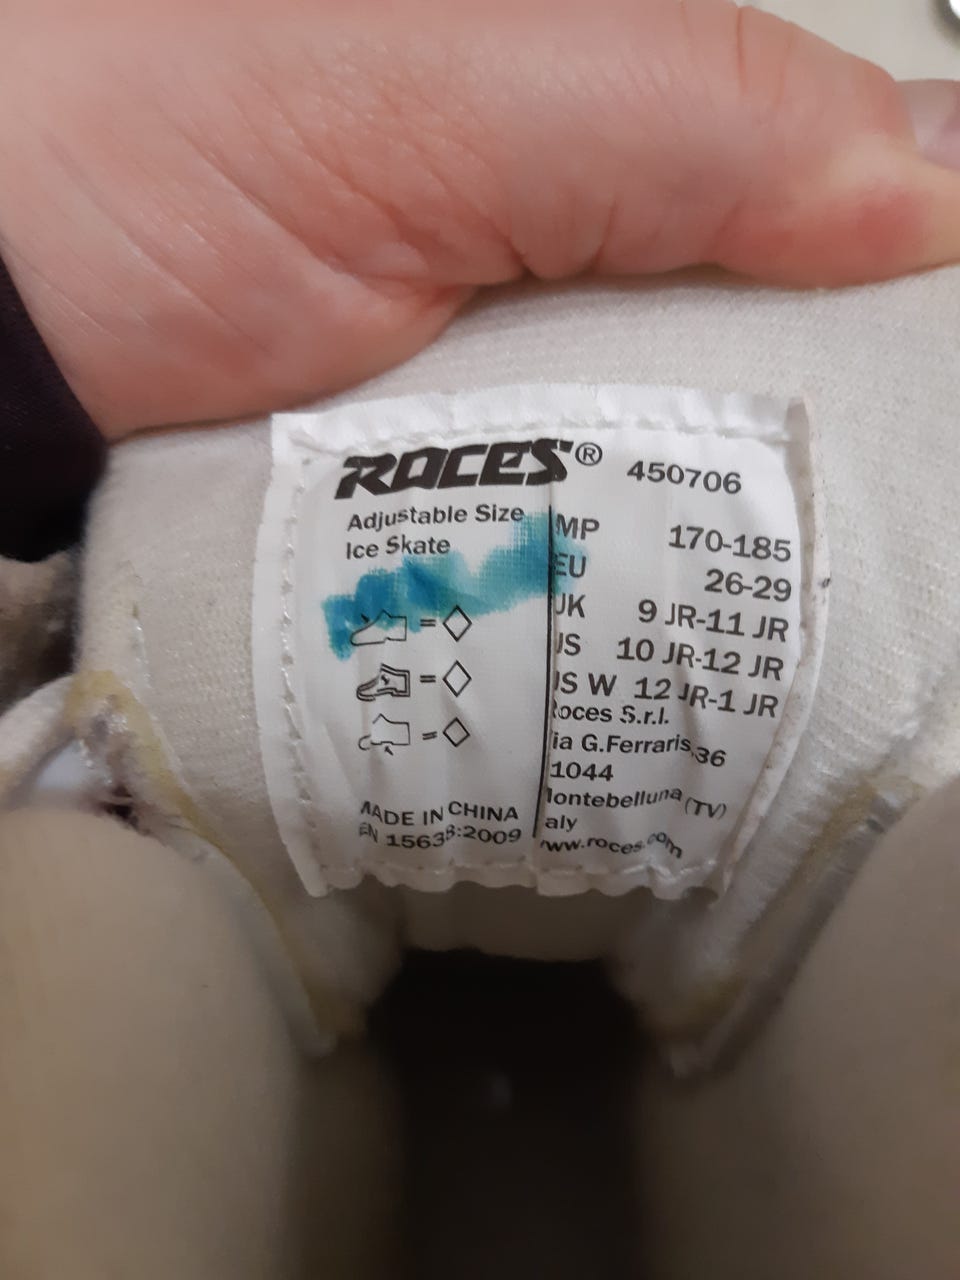 ROCES® 450706
Adjustable Size
Ice Skate
= ◇
= ◇
= ◇
MADE IN CHINA
EN 15638:2009
MP 170-185
EU 26-29
UK 9 JR-11 JR
US 10 JR-12 JR
US W 12 JR-1 JR
Roces S.r.l.
ia G.Ferraris,36
1044
ontebelluna (TV)
aly
www.roces.com